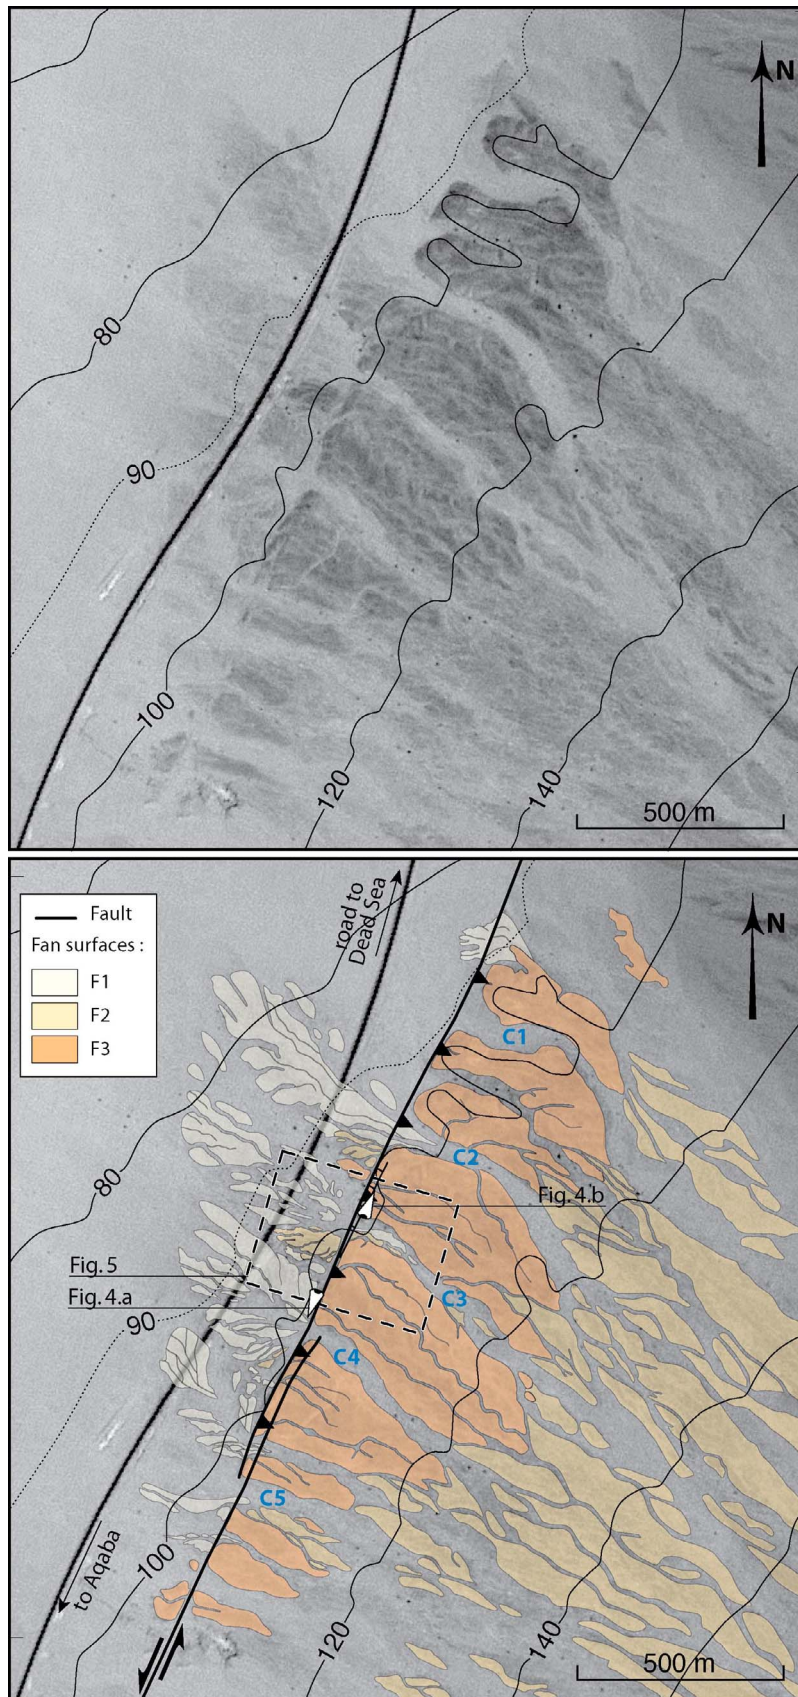 N
80
90
100
120
140
500 m
Fault
Fan surfaces :
F1
F2
F3
road to
Dead Sea
N
C1
80
C2
Fig. 4.b
Fig. 5
Fig. 4.a
C3
90
C4
C5
100
to Aqaba
120
140
500 m